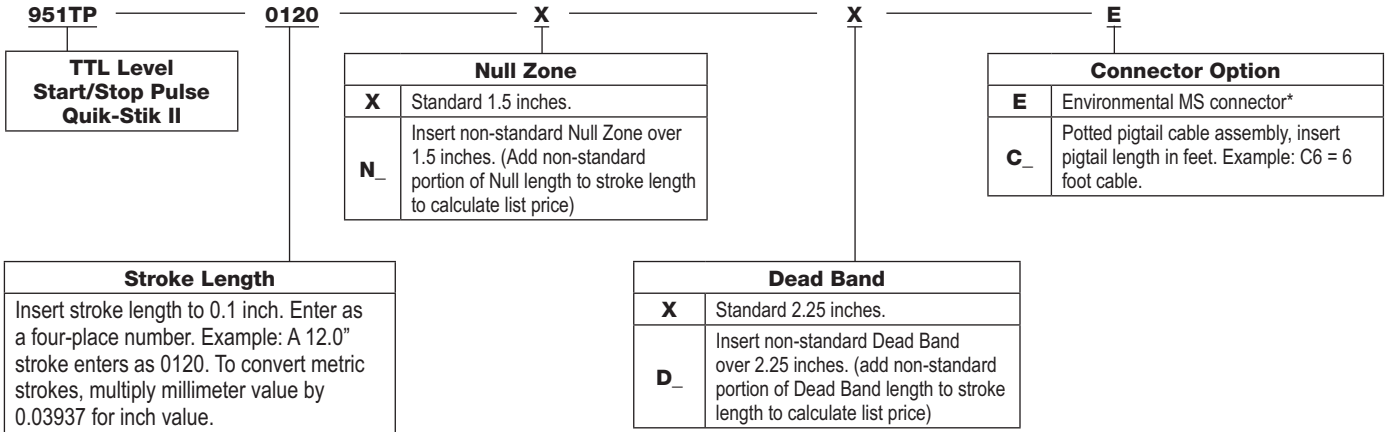 951TP 0120 X X E
TTL Level
Start/Stop Pulse
Quik-Stik II
Null Zone
X Standard 1.5 inches.
N_ Insert non-standard Null Zone over
1.5 inches. (Add non-standard
portion of Null length to stroke length
to calculate list price)
Connector Option
E Environmental MS connector*
C_ Potted pigtail cable assembly, insert
pigtail length in feet. Example: C6 = 6
foot cable.
Stroke Length
Insert stroke length to 0.1 inch. Enter as
a four-place number. Example: A 12.0”
stroke enters as 0120. To convert metric
strokes, multiply millimeter value by
0.03937 for inch value.
Dead Band
X Standard 2.25 inches.
D_ Insert non-standard Dead Band
over 2.25 inches. (add non-standard
portion of Dead Band length to stroke
length to calculate list price)